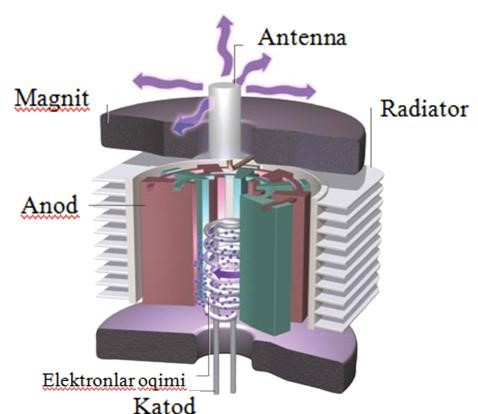 Antenna
Magnit
Radiator
Anod
Elektronlar oqimi
Katod